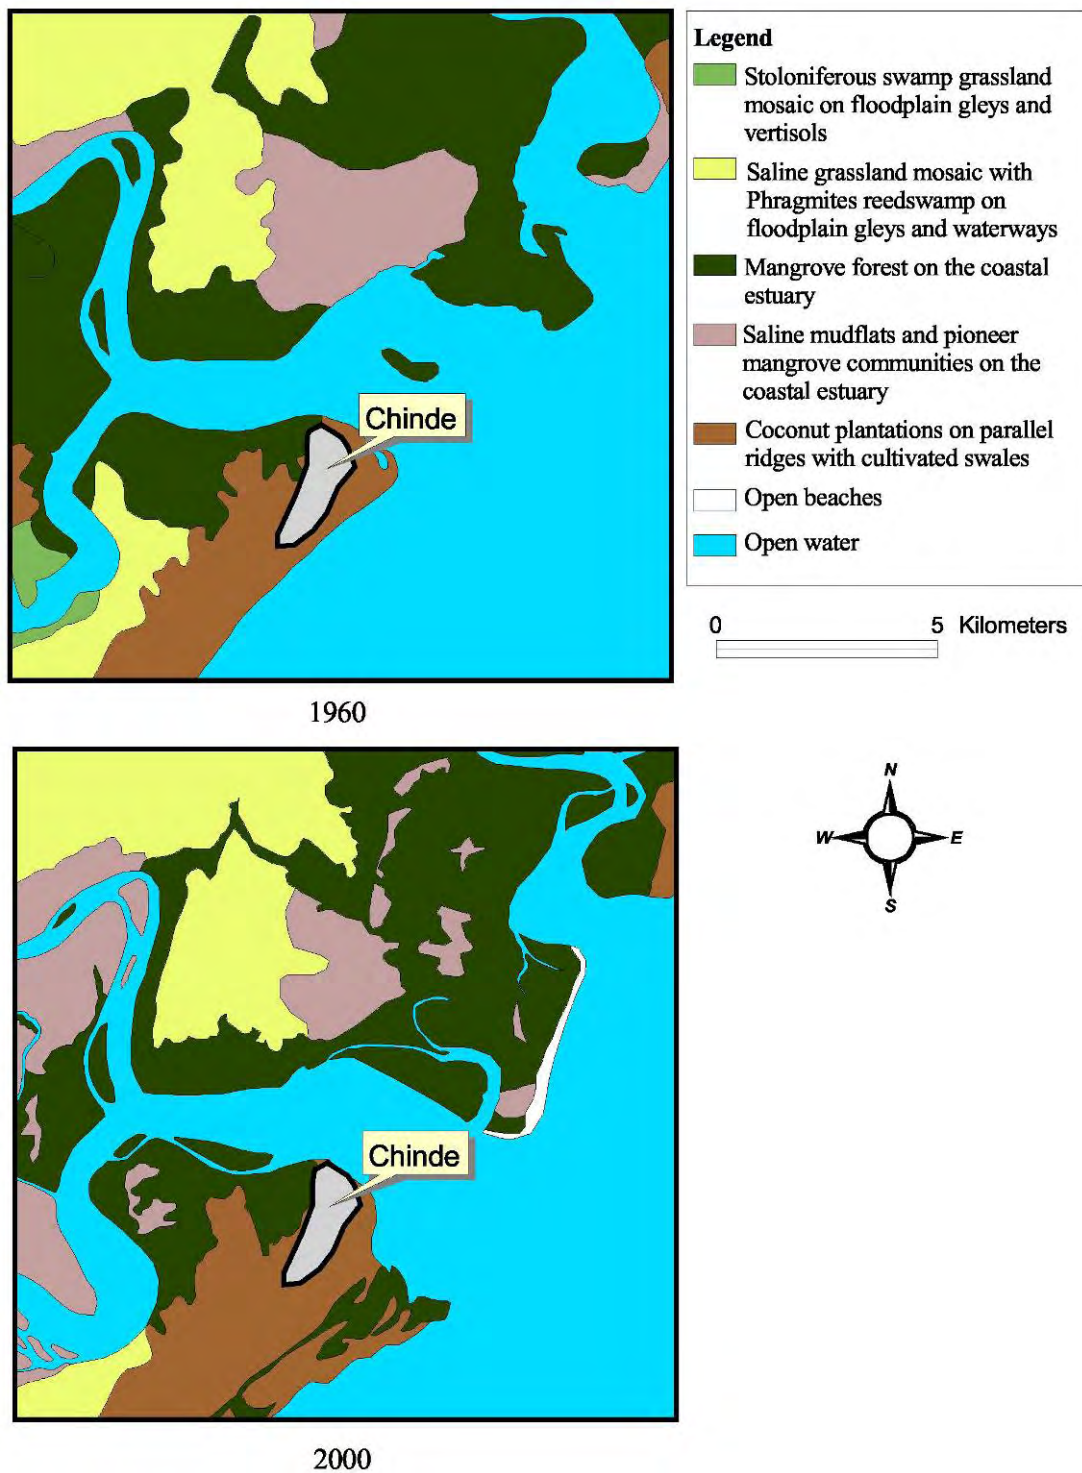 Legend
Stoloniferous swamp grassland
mosaic on floodplain gleys and
vertisols
Saline grassland mosaic with
Phragmites reedswamp on
floodplain gleys and waterways
Mangrove forest on the coastal
estuary
Saline mudflats and pioneer
mangrove communities on the
coastal estuary
Coconut plantations on parallel
ridges with cultivated swales
Open beaches
Open water
0 5 Kilometers
Chinde
1960
N
W E
S
Chinde
2000